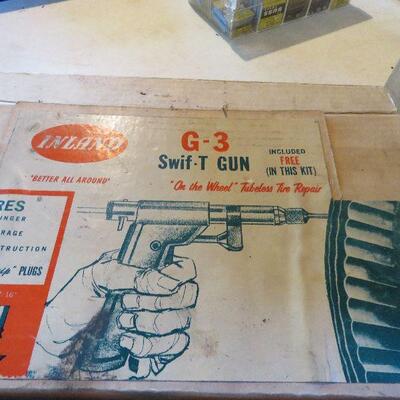 INLAND
"BETTER ALL AROUND"
G-3
Swif-T GUN
INCLUDED
FREE
(IN THIS KIT)
"On the Wheel" Tubeless Tire Repair
RES
UNGER
RAGE
STRUCTION
PLUGS